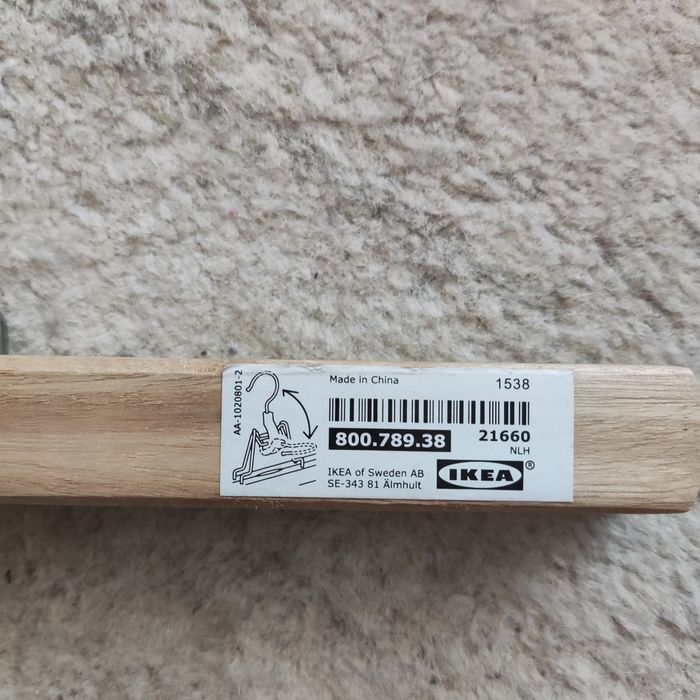 AA-1020801-2
Made in China
1538
800.789.38
21660
NLH
IKEA of Sweden AB
SE-343 81 Älmhult
IKEA®